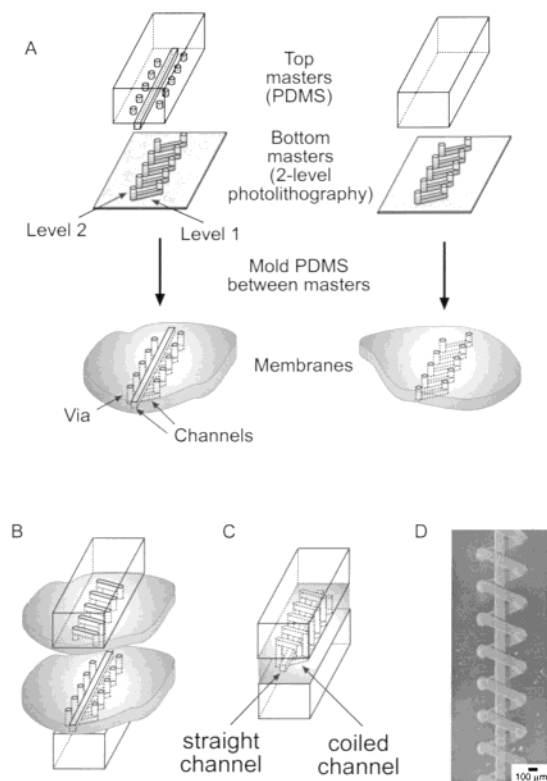 A
Top
masters
(PDMS)
Bottom
masters
(2-level
photolithography)
Level 2
Level 1
Mold PDMS
between masters
Membranes
Via
Channels
B
C
D
straight
channel
coiled
channel
100 μm